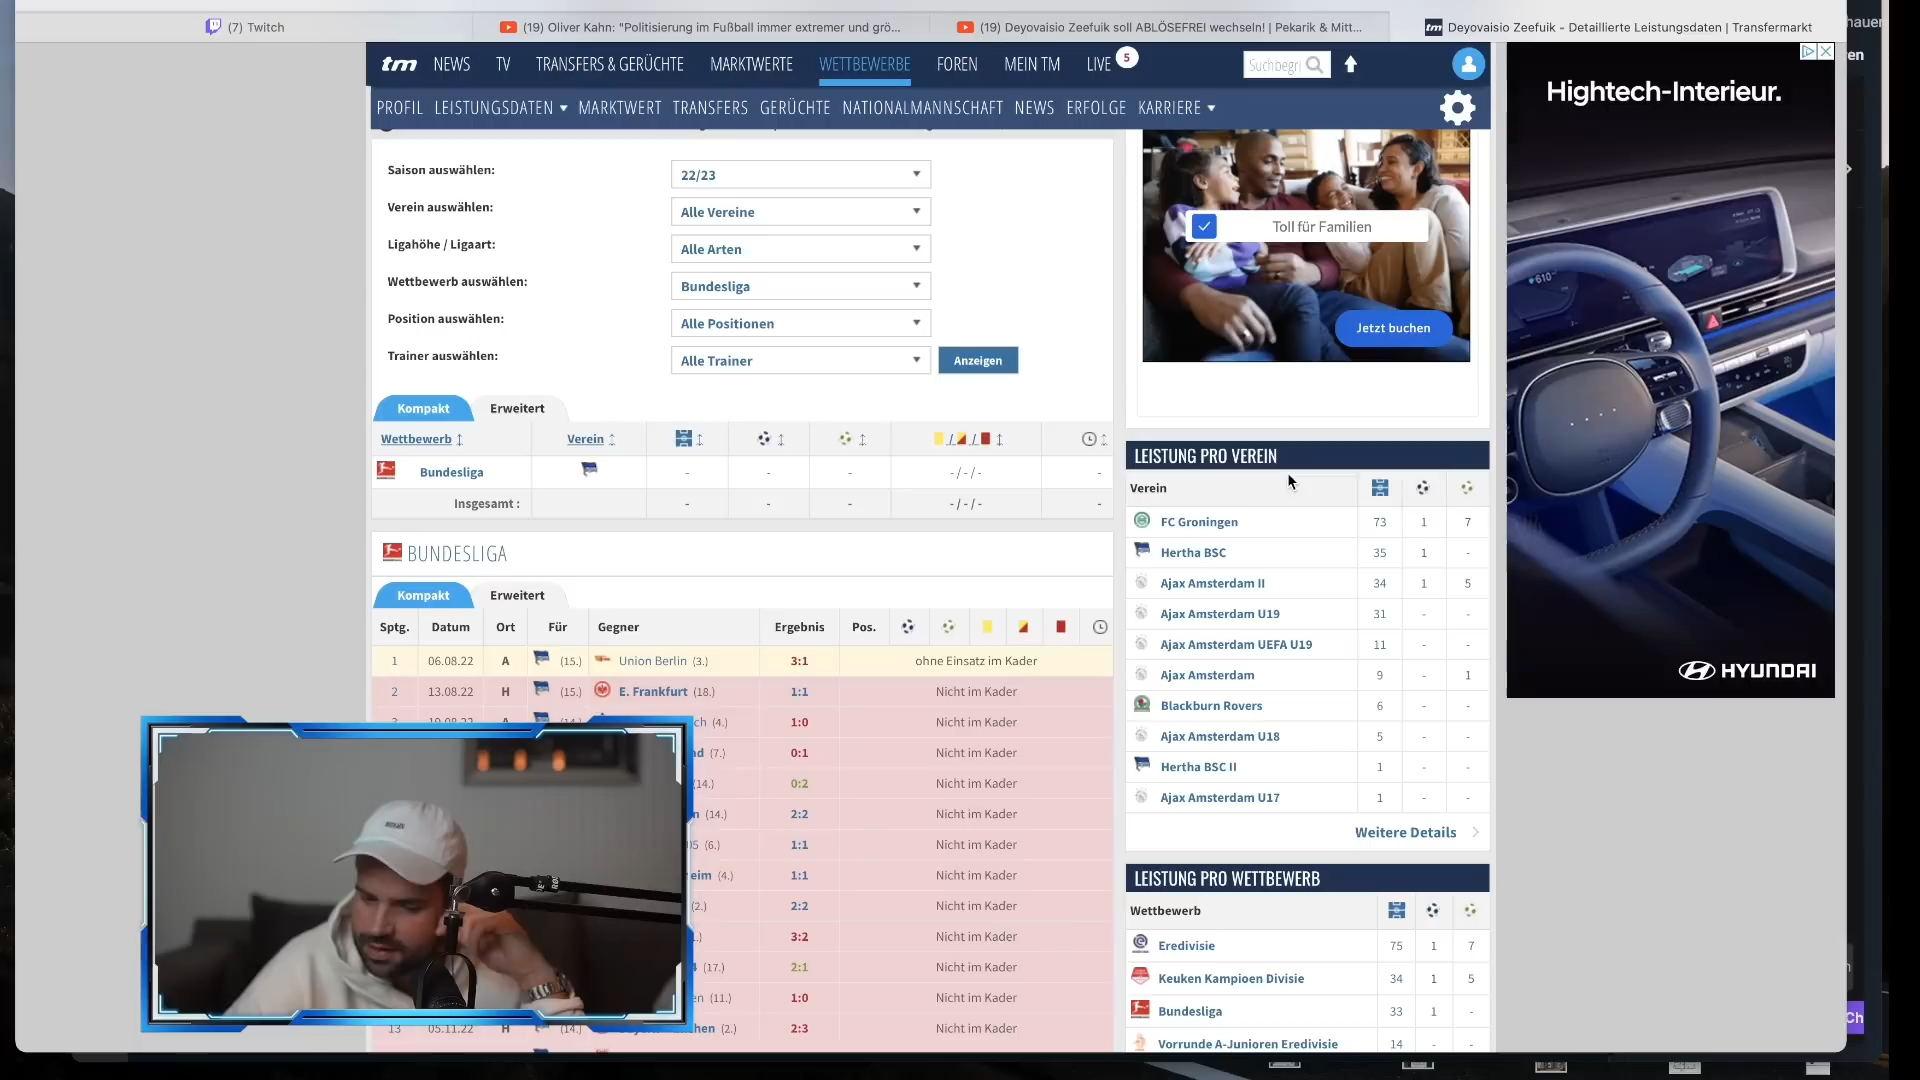 (7) Twitch
(19) Oliver Kahn: "Politisierung im Fußball immer extremer und grö...
(19) Deyovaisio Zeefuik soll ABLÖSEFREI wechseln! | Pekarik & Mitt...
tm Deyovaisio Zeefuik - Detaillierte Leistungsdaten | Transfermarkt
tm NEWS TV TRANSFERS & GERÜCHTE MARKTWERTE WETTBEWERBE FOREN MEIN TM LIVE 5
PROFIL LEISTUNGSDATEN MARKTWERT TRANSFERS GERÜCHTE NATIONALMANNSCHAFT NEWS ERFOLGE KARRIERE
Saison auswählen: 22/23
Verein auswählen: Alle Vereine
Ligahöhe / Ligaart: Alle Arten
Wettbewerb auswählen: Bundesliga
Position auswählen: Alle Positionen
Trainer auswählen: Alle Trainer Anzeigen
Kompakt Erweitert
Wettbewerb Verein / /
Bundesliga - - - - / - / - -
Insgesamt : - - - - / - / - -
BUNDESLIGA
Kompakt Erweitert
Sptg. Datum Ort Für Gegner Ergebnis Pos.
1 06.08.22 A (15.) Union Berlin (3.) 3:1 ohne Einsatz im Kader
2 13.08.22 H (15.) E. Frankfurt (18.) 1:1 Nicht im Kader
(4.) 1:0 Nicht im Kader
(7.) 0:1 Nicht im Kader
(14.) 0:2 Nicht im Kader
(14.) 2:2 Nicht im Kader
(6.) 1:1 Nicht im Kader
(4.) 1:1 Nicht im Kader
(2.) 2:2 Nicht im Kader
3:2 Nicht im Kader
(17.) 2:1 Nicht im Kader
(11.) 1:0 Nicht im Kader
13 05.11.22 H (14.) (2.) 2:3 Nicht im Kader
Toll für Familien
Jetzt buchen
LEISTUNG PRO VEREIN
Verein
FC Groningen 73 1 7
Hertha BSC 35 1 -
Ajax Amsterdam II 34 1 5
Ajax Amsterdam U19 31 - -
Ajax Amsterdam UEFA U19 11 - -
Ajax Amsterdam 9 - 1
Blackburn Rovers 6 - -
Ajax Amsterdam U18 5 - -
Hertha BSC II 1 - -
Ajax Amsterdam U17 1 - -
Weitere Details
LEISTUNG PRO WETTBEWERB
Wettbewerb
Eredivisie 75 1 7
Keuken Kampioen Divisie 34 1 5
Bundesliga 33 1 -
Vorrunde A-Junioren Eredivisie 14 - -
Hightech-Interieur.
HYUNDAI